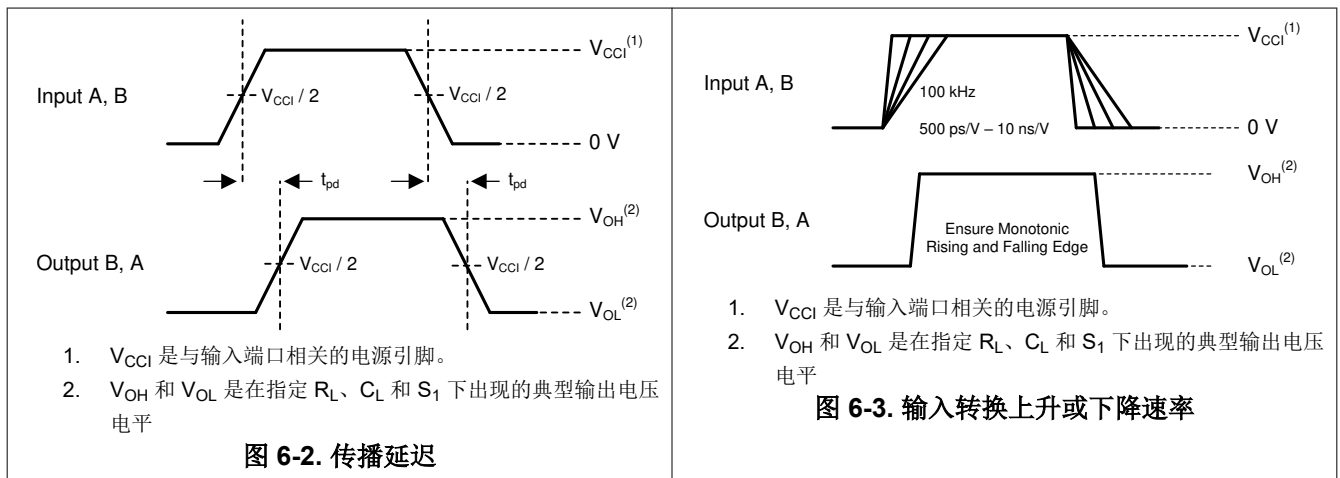 V_CCI^(1)
Input A, B
V_CCI / 2
V_CCI / 2
0 V
t_pd
t_pd
V_OH^(2)
Output B, A
V_CCI / 2
V_CCI / 2
V_OL^(2)
1. V_CCI 是与输入端口相关的电源引脚。
2. V_OH 和 V_OL 是在指定 R_L、C_L 和 S_1 下出现的典型输出电压
电平
图 6-2. 传播延迟
V_CCI^(1)
Input A, B
100 kHz
500 ps/V – 10 ns/V
0 V
V_OH^(2)
Output B, A
Ensure Monotonic
Rising and Falling Edge
V_OL^(2)
1. V_CCI 是与输入端口相关的电源引脚。
2. V_OH 和 V_OL 是在指定 R_L、C_L 和 S_1 下出现的典型输出电压
电平
图 6-3. 输入转换上升或下降速率